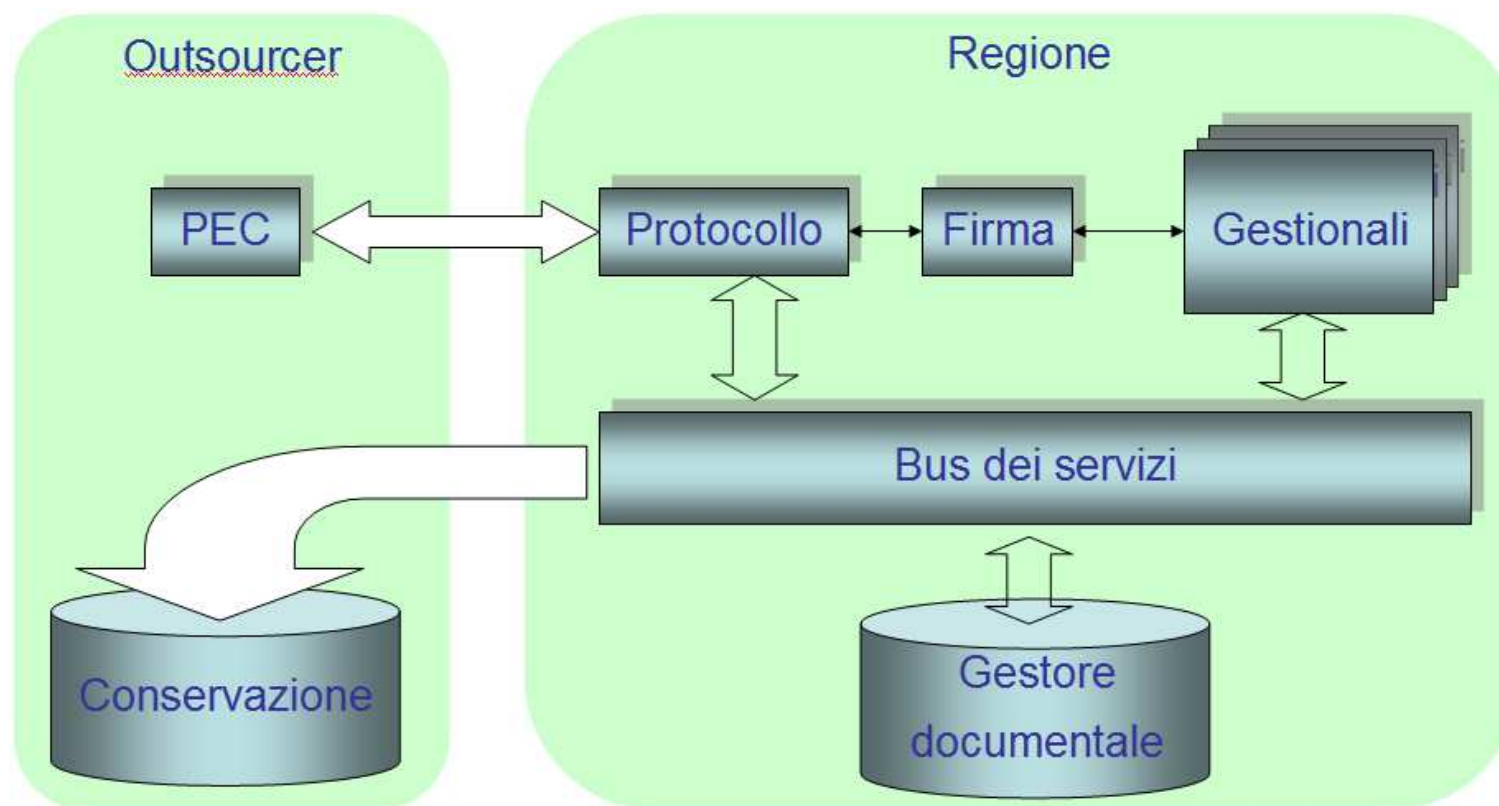 Outsourcer
Regione
PEC
Protocollo
Firma
Gestionali
Bus dei servizi
Conservazione
Gestore
documentale